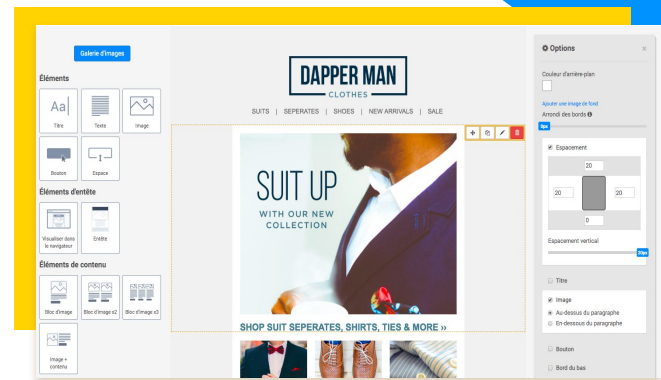 Galerie d'images
Éléments
Aa
Titre
Texte
Image
Bouton
Espace
Éléments d'entête
Visualiser dans
le navigateur
Entête
Éléments de contenu
Bloc d'image
Bloc d'image x2
Bloc d'image x3
Image +
contenu
DAPPER MAN
CLOTHES
SUITS | SEPERATES | SHOES | NEW ARRIVALS | SALE
SUIT UP
WITH OUR NEW
COLLECTION
SHOP SUIT SEPERATES, SHIRTS, TIES & MORE ››
Options
×
Couleur d'arrière-plan
Ajouter une image de fond
Arrondi des bords
0px
Espacement
20
20
20
0
Espacement vertical
20px
Titre
Image
Au-dessus du paragraphe
En-dessous du paragraphe
Bouton
Bord du bas